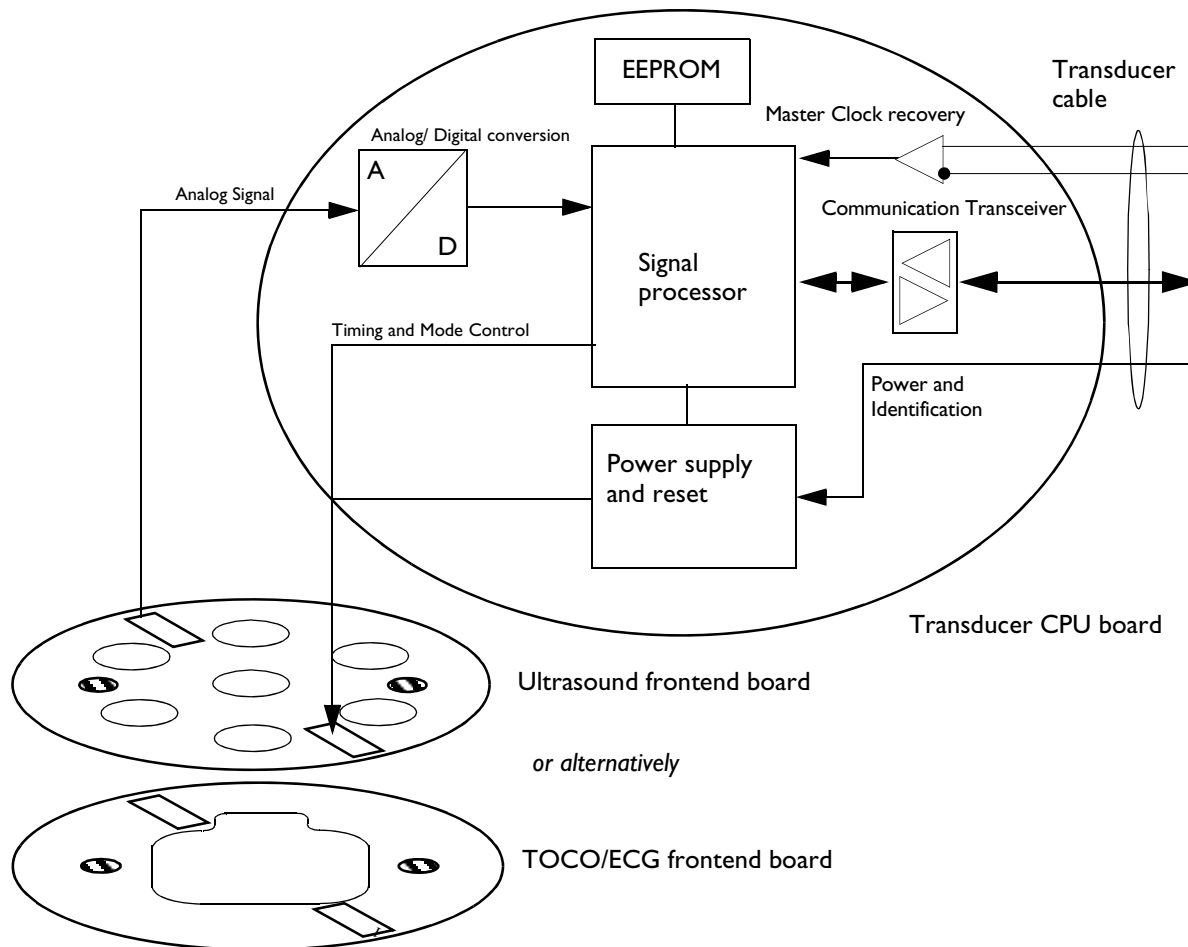 EEPROM
Transducer
cable
Master Clock recovery
Analog/ Digital conversion
A
D
Analog Signal
Communication Transceiver
Signal
processor
Timing and Mode Control
Power and
Identification
Power supply
and reset
Transducer CPU board
Ultrasound frontend board
or alternatively
TOCO/ECG frontend board